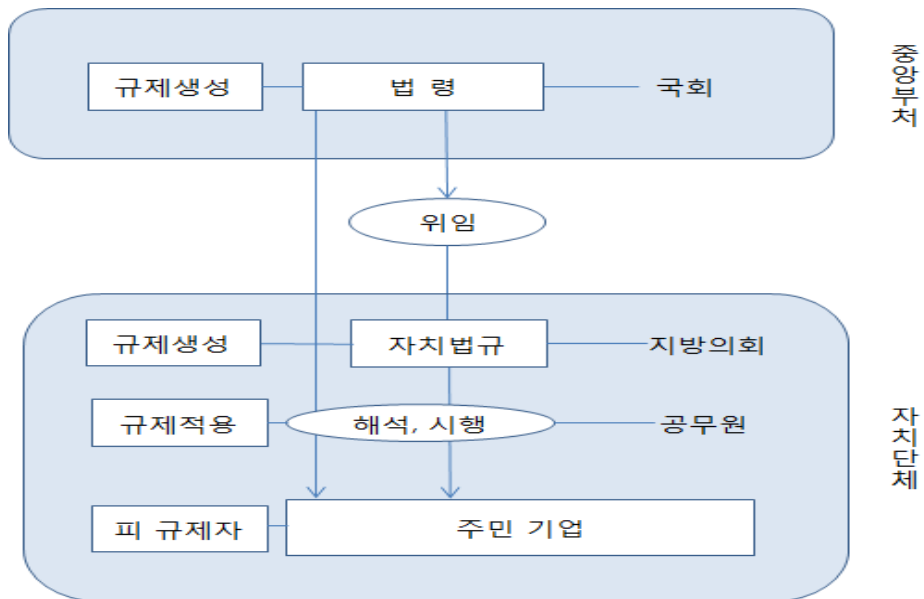 규제생성
법 령
국회
중앙부처
위임
규제생성
자치법규
지방의회
규제적용
해석, 시행
공무원
자치단체
피 규제자
주민 기업